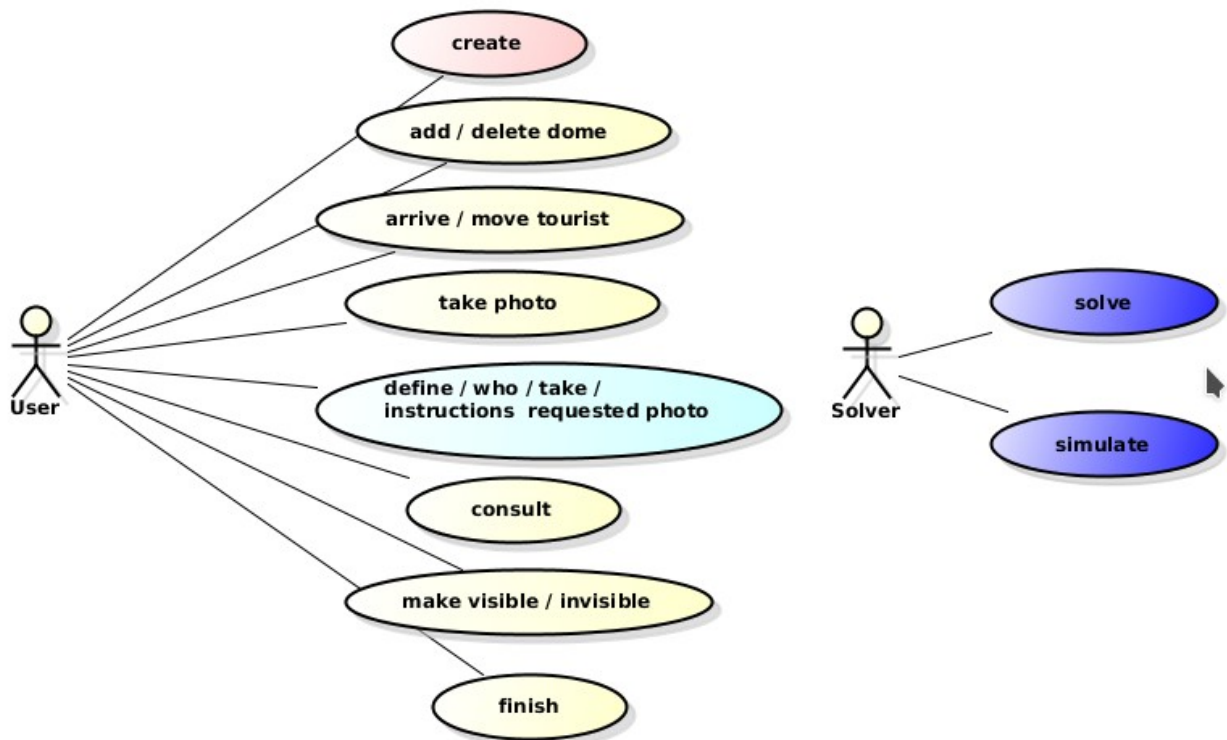 create
add / delete dome
arrive / move tourist
take photo
define / who / take /
instructions requested photo
User
consult
make visible / invisible
finish
solve
Solver
simulate